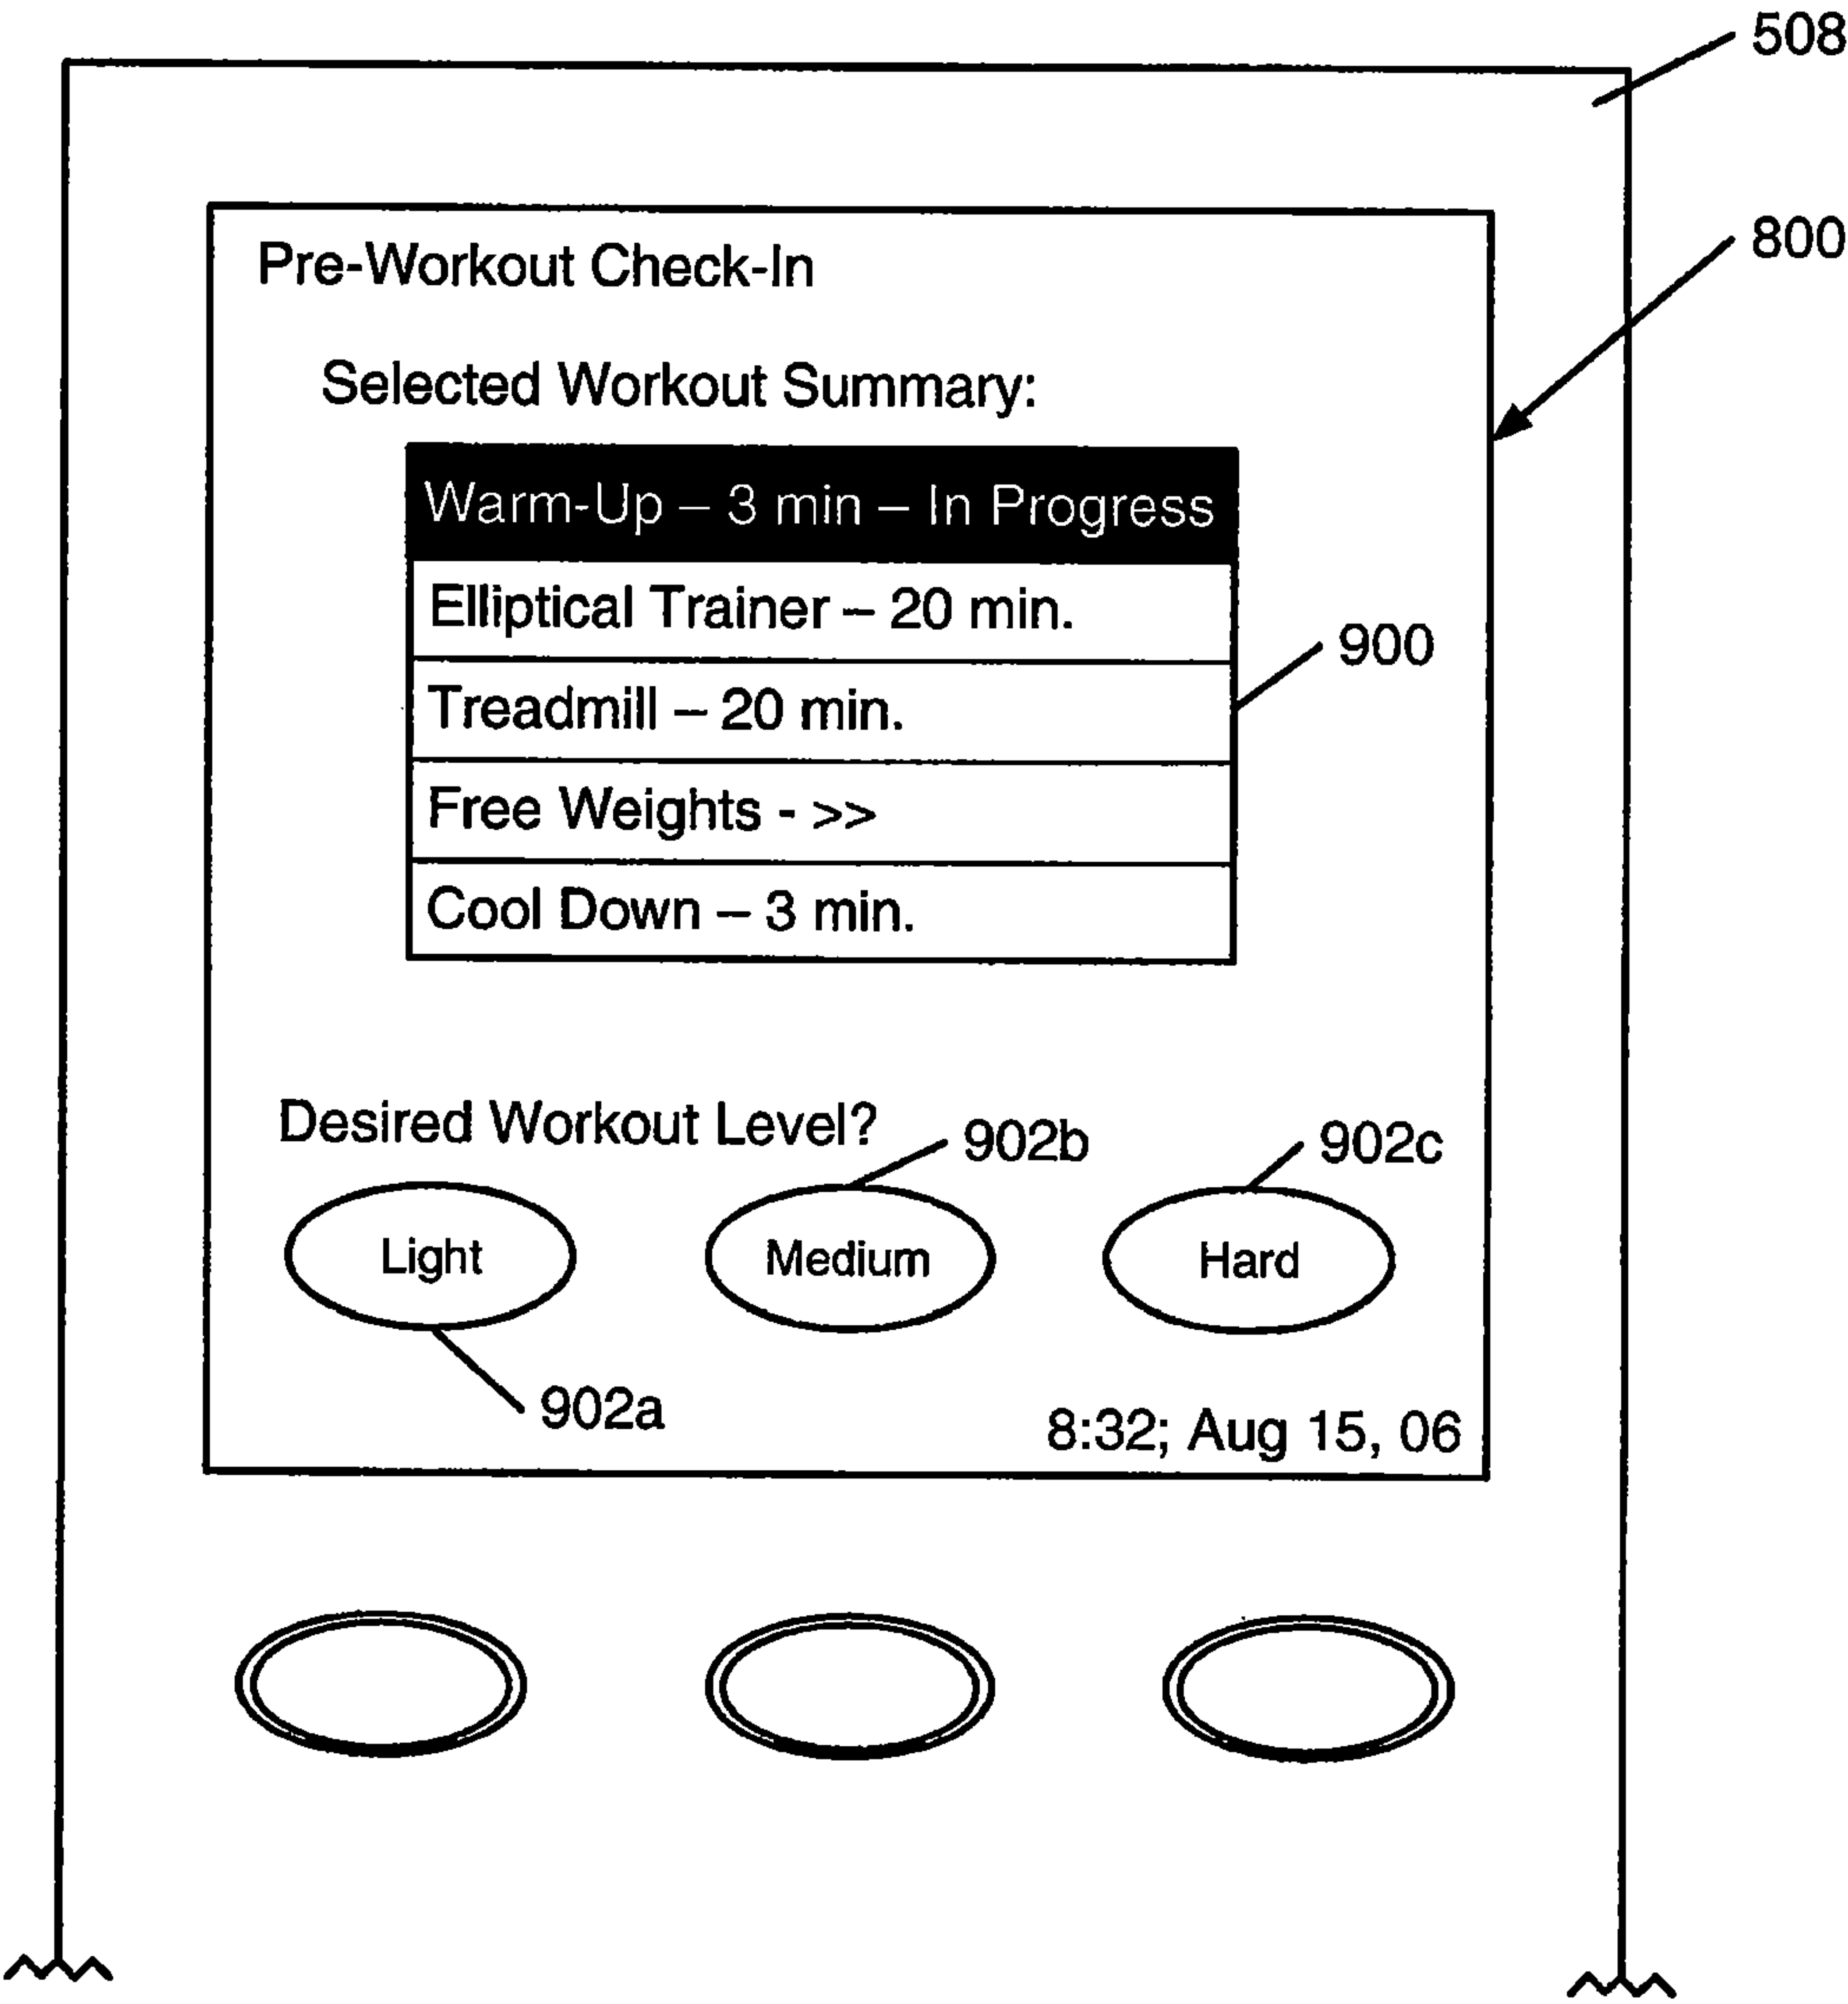 508
800
Pre-Workout Check-In
Selected Workout Summary:
Warm-Up – 3 min – In Progress
Elliptical Trainer – 20 min.
900
Treadmill – 20 min.
Free Weights - >>
Cool Down – 3 min.
Desired Workout Level?
902b
902c
Light
Medium
Hard
902a
8:32; Aug 15, 06